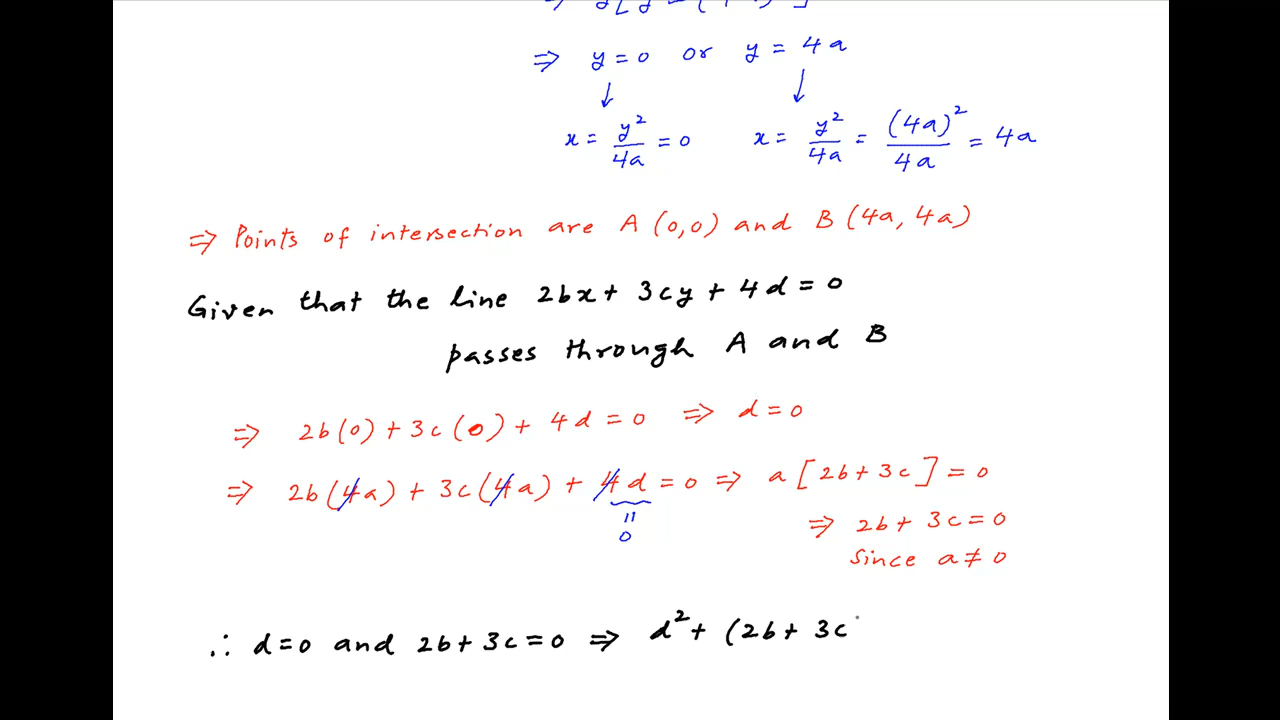 ⇒ y = 0 or y = 4a
↓ ↓
x = y²/4a = 0 x = y²/4a = (4a)²/4a = 4a
⇒ Points of intersection are A (0,0) and B (4a, 4a)
Given that the line 2bx + 3cy + 4d = 0
passes through A and B
⇒ 2b(0) + 3c(0) + 4d = 0 ⇒ d = 0
⇒ 2b(4a) + 3c(4a) + 4d = 0 ⇒ a[2b + 3c] = 0
11
0
⇒ 2b + 3c = 0
Since a ≠ 0
∴ d = 0 and 2b + 3c = 0 ⇒ d² + (2b + 3c